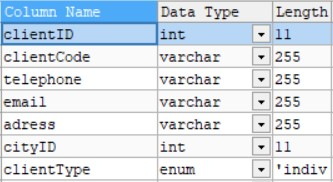 Column Name Data Type Length
clientID int 11
clientCode varchar 255
telephone varchar 255
email varchar 255
adress varchar 255
cityID int 11
clientType enum 'indiv